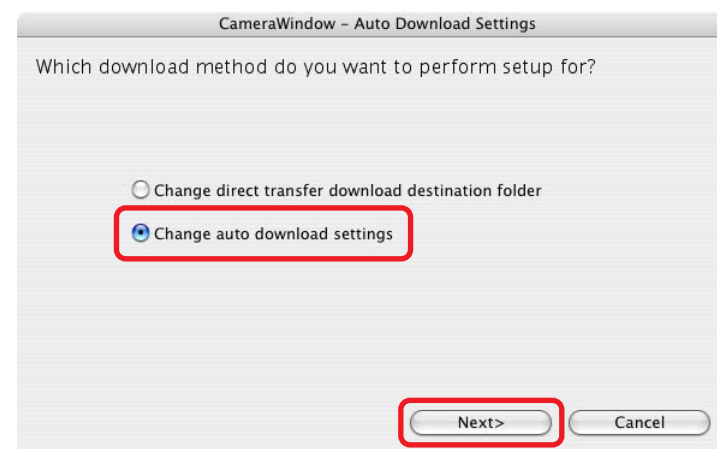 CameraWindow – Auto Download Settings
Which download method do you want to perform setup for?
Change direct transfer download destination folder
Change auto download settings
Next> Cancel